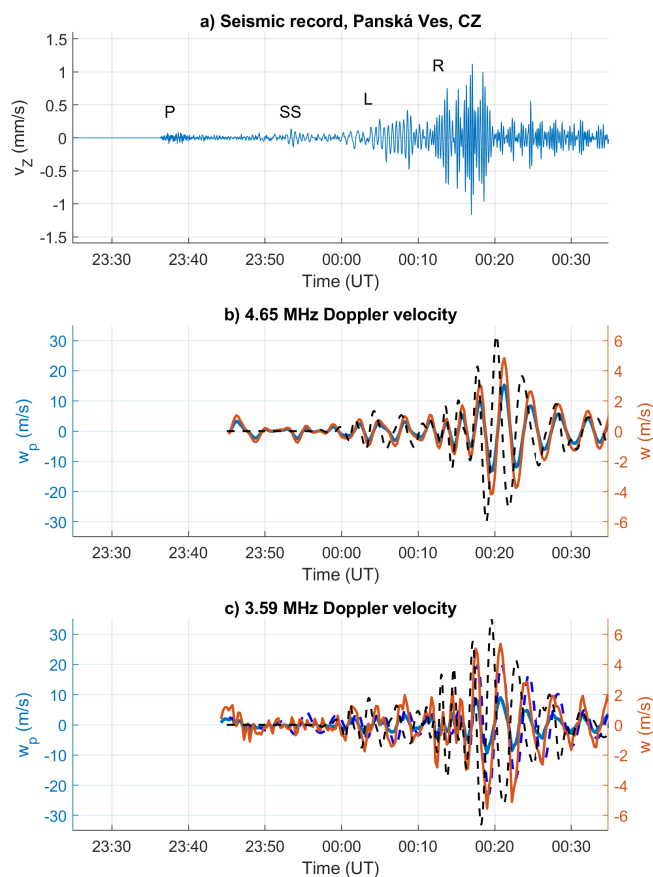 a) Seismic record, Panská Ves, CZ
v_Z (mm/s)
1.5
1
0.5
0
-0.5
-1
-1.5
P
SS
L
R
23:30 23:40 23:50 00:00 00:10 00:20 00:30
Time (UT)
b) 4.65 MHz Doppler velocity
w_p (m/s)
30
20
10
0
-10
-20
-30
6
4
2
0
-2
-4
-6
w (m/s)
23:30 23:40 23:50 00:00 00:10 00:20 00:30
Time (UT)
c) 3.59 MHz Doppler velocity
w_p (m/s)
30
20
10
0
-10
-20
-30
6
4
2
0
-2
-4
-6
w (m/s)
23:30 23:40 23:50 00:00 00:10 00:20 00:30
Time (UT)